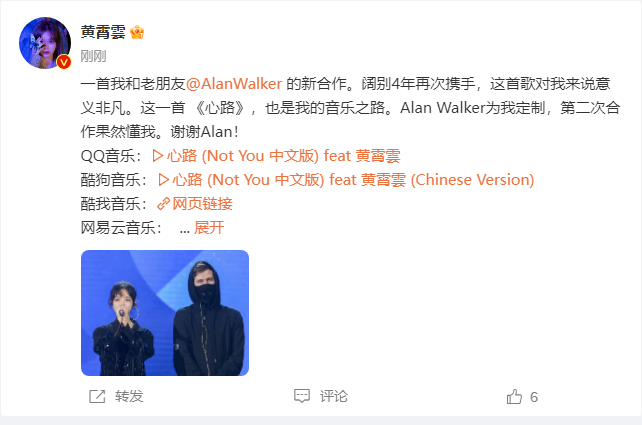 黄霄雲
刚刚
一首我和老朋友@AlanWalker 的新合作。阔别4年再次携手，这首歌对我来说意
义非凡。这一首 《心路》，也是我的音乐之路。Alan Walker为我定制，第二次合
作果然懂我。谢谢Alan！
QQ音乐：心路 (Not You 中文版) feat 黄霄雲
酷狗音乐：心路 (Not You 中文版) feat 黄霄雲 (Chinese Version)
酷我音乐：网页链接
网易云音乐： ... 展开
转发 评论 6